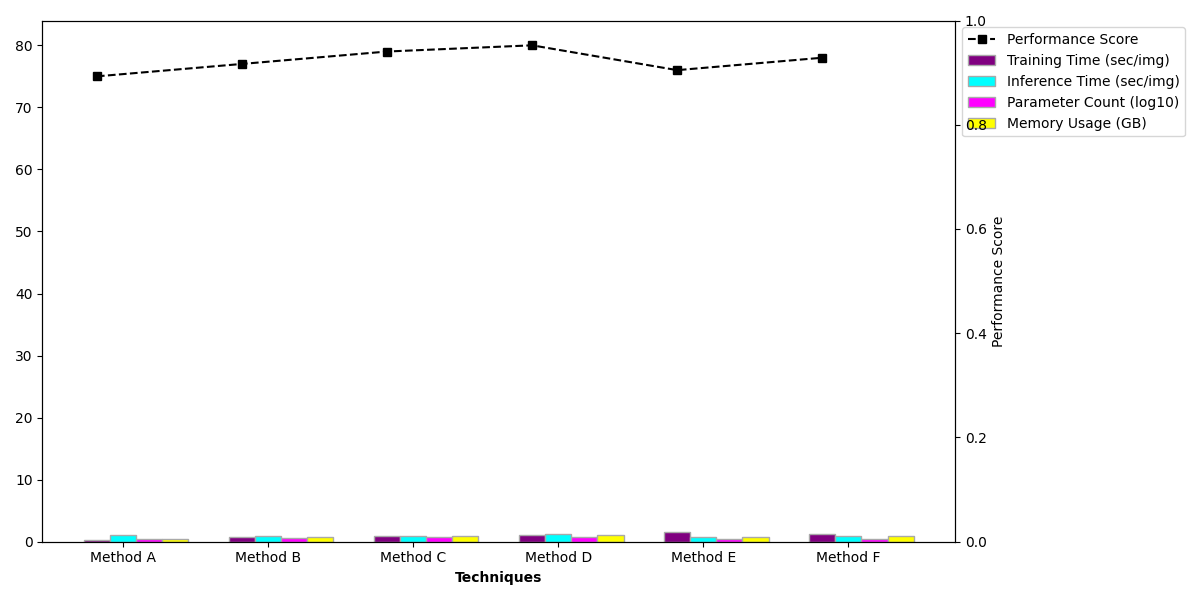 80
70
60
50
40
30
20
10
0
1.0
0.8
0.6
0.4
0.2
0.0
Performance Score
Performance Score
Training Time (sec/img)
Inference Time (sec/img)
Parameter Count (log10)
Memory Usage (GB)
Method A
Method B
Method C
Method D
Method E
Method F
Techniques